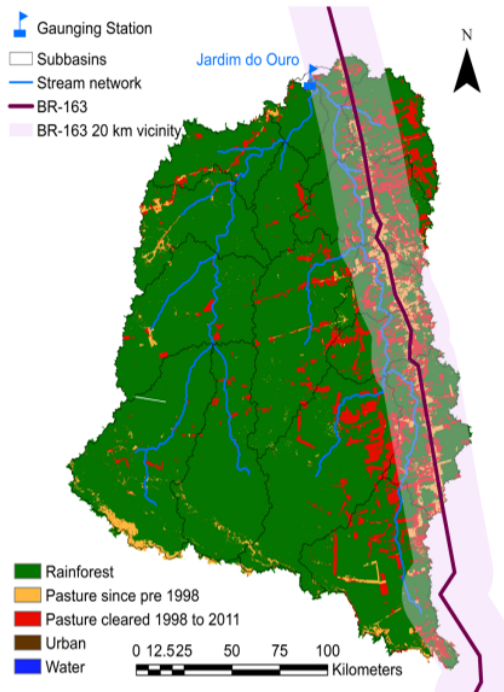 Gaunging Station
Subbasins
Stream network
BR-163
BR-163 20 km vicinity
Jardim do Ouro
N
Rainforest
Pasture since pre 1998
Pasture cleared 1998 to 2011
Urban
Water
0 12.525 50 75 100
Kilometers